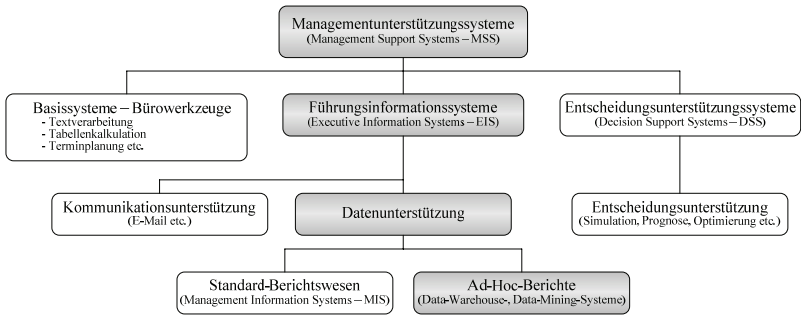 Managementunterstützungssysteme
(Management Support Systems – MSS)
Basissysteme – Bürowerkzeuge
- Textverarbeitung
- Tabellenkalkulation
- Terminplanung etc.
Führungsinformationssysteme
(Executive Information Systems – EIS)
Entscheidungsunterstützungssysteme
(Decision Support Systems – DSS)
Kommunikationsunterstützung
(E-Mail etc.)
Datenunterstützung
Entscheidungsunterstützung
(Simulation, Prognose, Optimierung etc.)
Standard-Berichtswesen
(Management Information Systems – MIS)
Ad-Hoc-Berichte
(Data-Warehouse-, Data-Mining-Systeme)